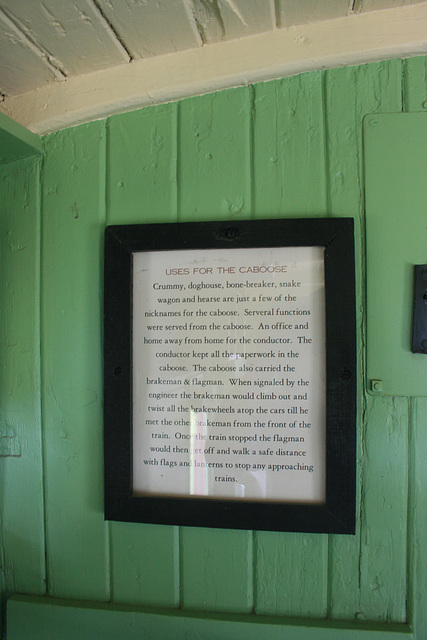 USES FOR THE CABOOSE
Crummy, doghouse, bone-breaker, snake
wagon and hearse are just a few of the
nicknames for the caboose. Serveral functions
were served from the caboose. An office and
home away from home for the conductor. The
conductor kept all the paperwork in the
caboose. The caboose also carried the
brakeman & flagman. When signaled by the
engineer the brakeman would climb out and
twist all the brakewheels atop the cars till he
met the other brakeman from the front of the
train. Once the train stopped the flagman
would then get off and walk a safe distance
with flags and lanterns to stop any approaching
trains.